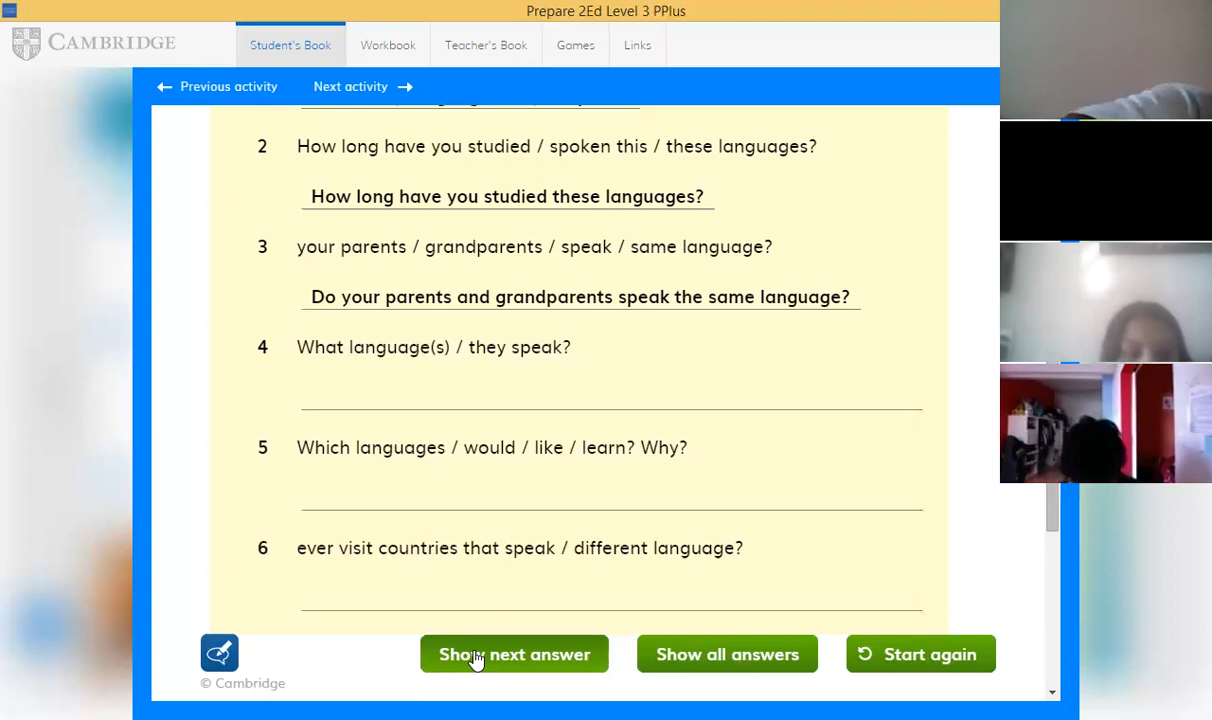 Prepare 2Ed Level 3 PPlus
CAMBRIDGE
Student's Book
Workbook
Teacher's Book
Games
Links
Previous activity
Next activity
2 How long have you studied / spoken this / these languages?
How long have you studied these languages?
3 your parents / grandparents / speak / same language?
Do your parents and grandparents speak the same language?
4 What language(s) / they speak?
5 Which languages / would / like / learn? Why?
6 ever visit countries that speak / different language?
Show next answer
Show all answers
Start again
© Cambridge